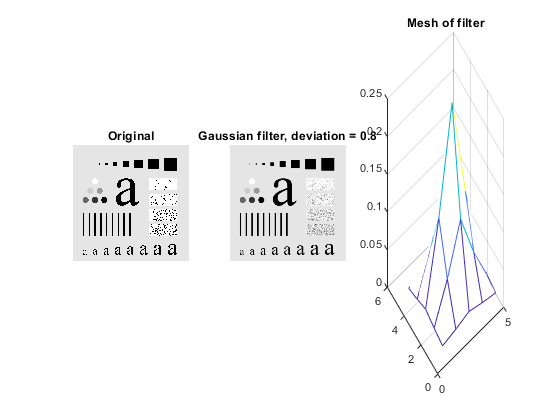 Mesh of filter
Original
Gaussian filter, deviation = 0.8
a
a a a a a a a a a
a
a a a a a a a a a
0.25
0.2
0.15
0.1
0.05
0
6
4
2
0
0
5